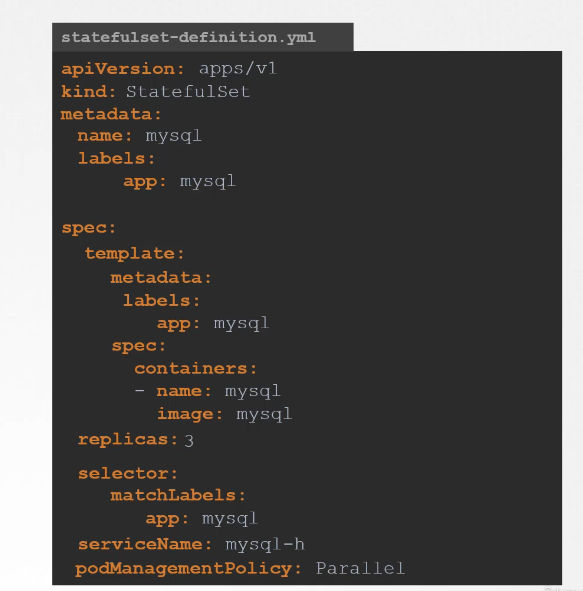 statefulset-definition.yml
apiVersion: apps/v1
kind: StatefulSet
metadata:
name: mysql
labels:
app: mysql
spec:
template:
metadata:
labels:
app: mysql
spec:
containers:
- name: mysql
image: mysql
replicas: 3
selector:
matchLabels:
app: mysql
serviceName: mysql-h
podManagementPolicy: Parallel